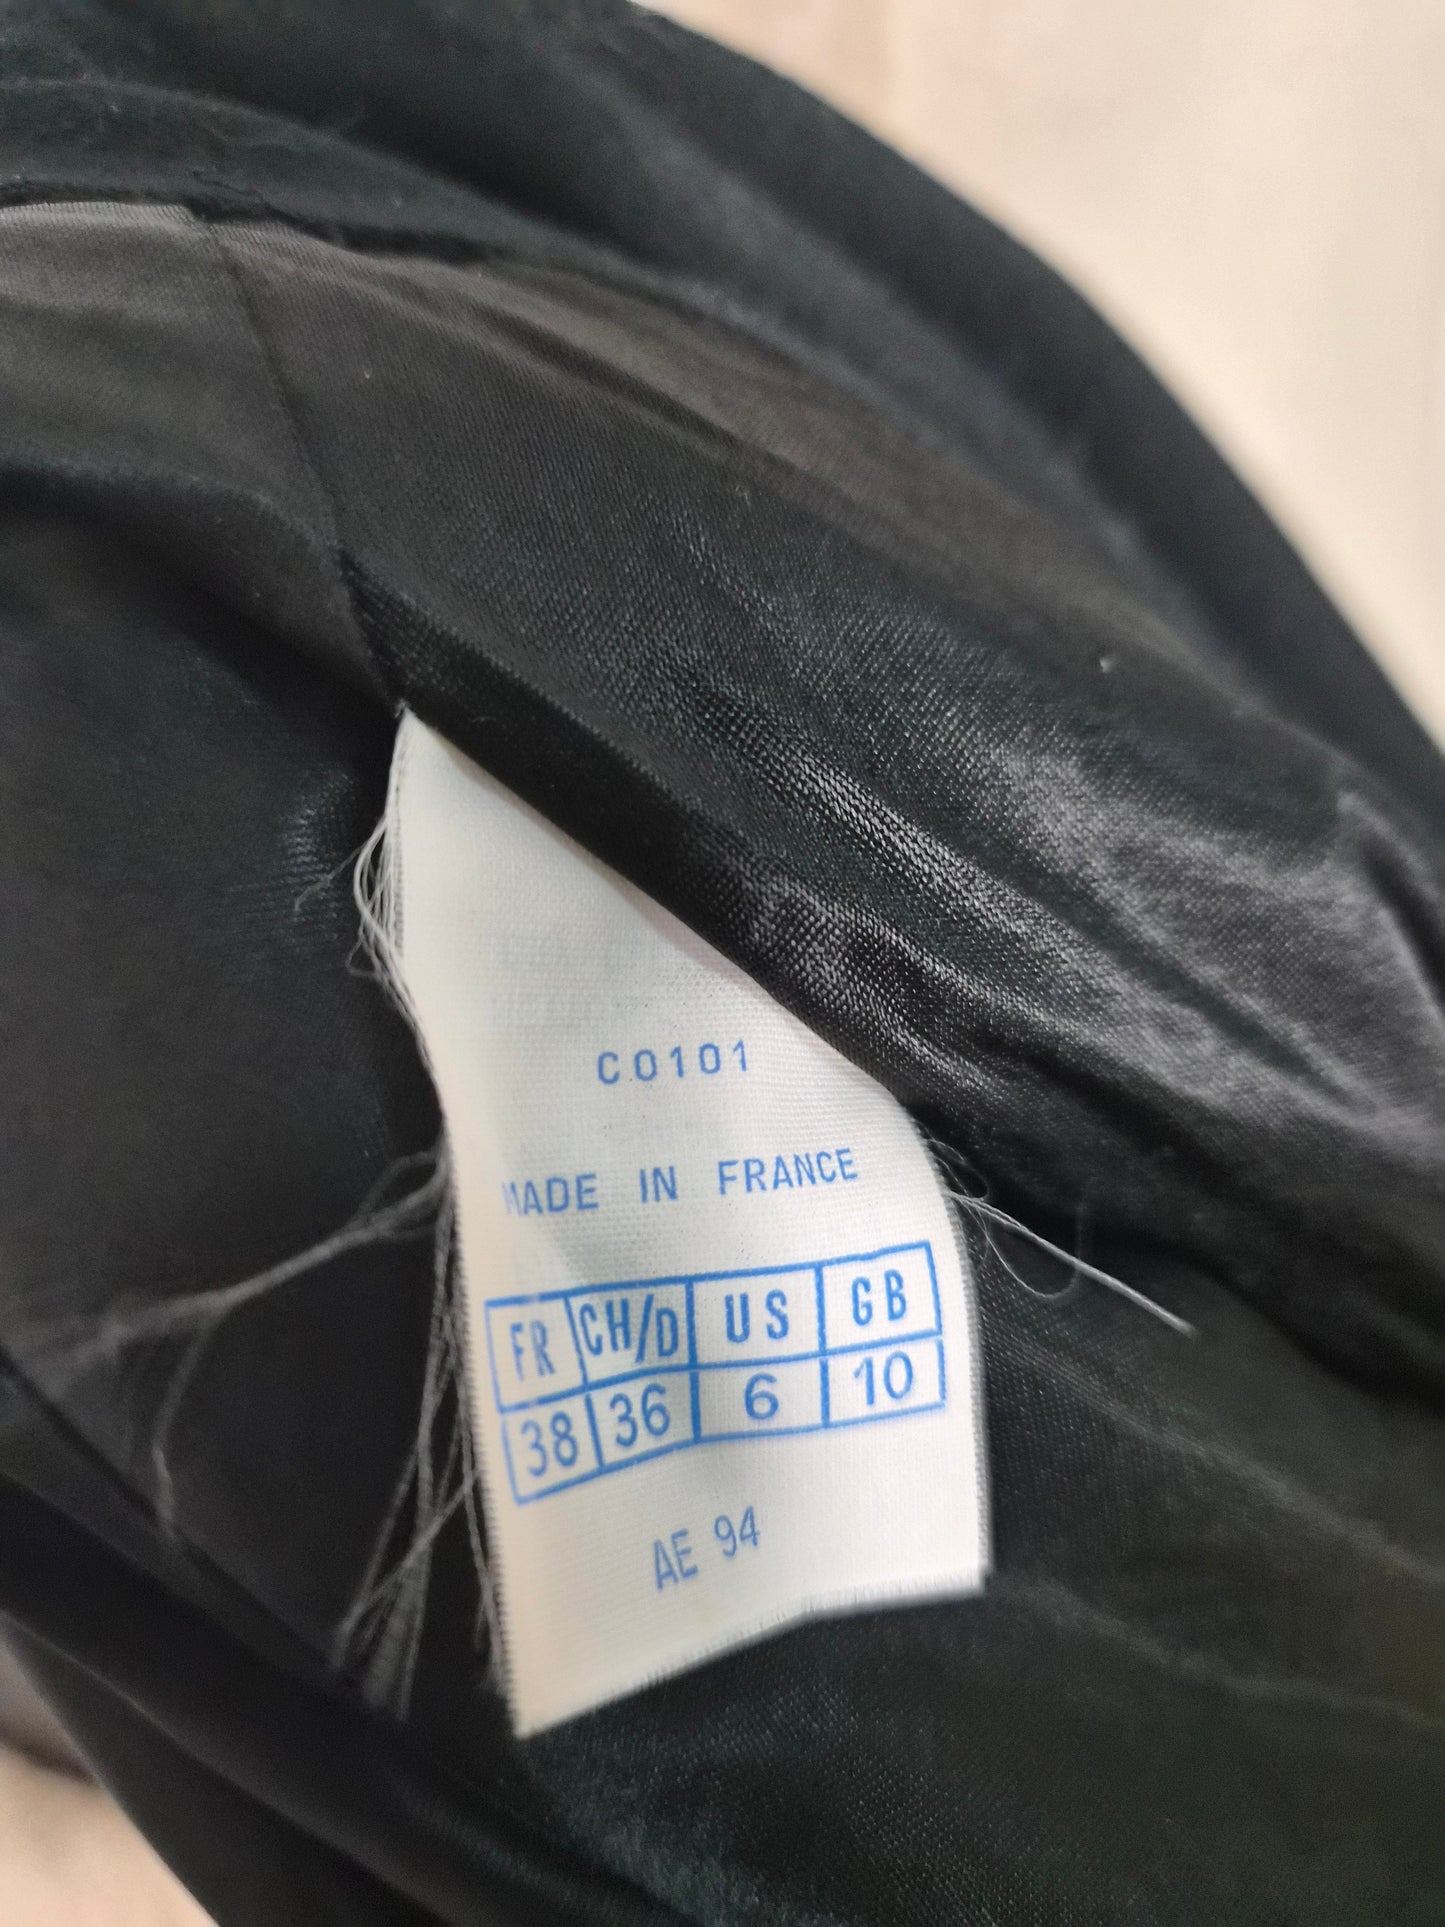 C0101
MADE IN FRANCE
FR CH/D US GB
38 36 6 10
AE 94